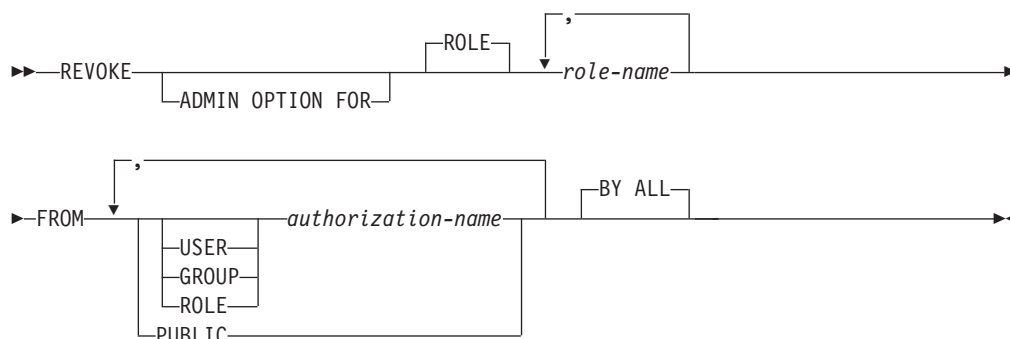 ,
ROLE
REVOKE role-name
ADMIN OPTION FOR
,
BY ALL
FROM authorization-name
USER
GROUP
ROLE
PUBLIC